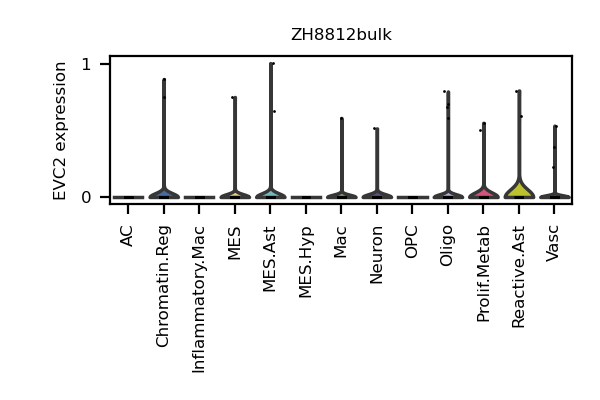 ZH8812bulk
EVC2 expression
1
0
AC
Chromatin.Reg
Inflammatory.Mac
MES
MES.Ast
MES.Hyp
Mac
Neuron
OPC
Oligo
Prolif.Metab
Reactive.Ast
Vasc